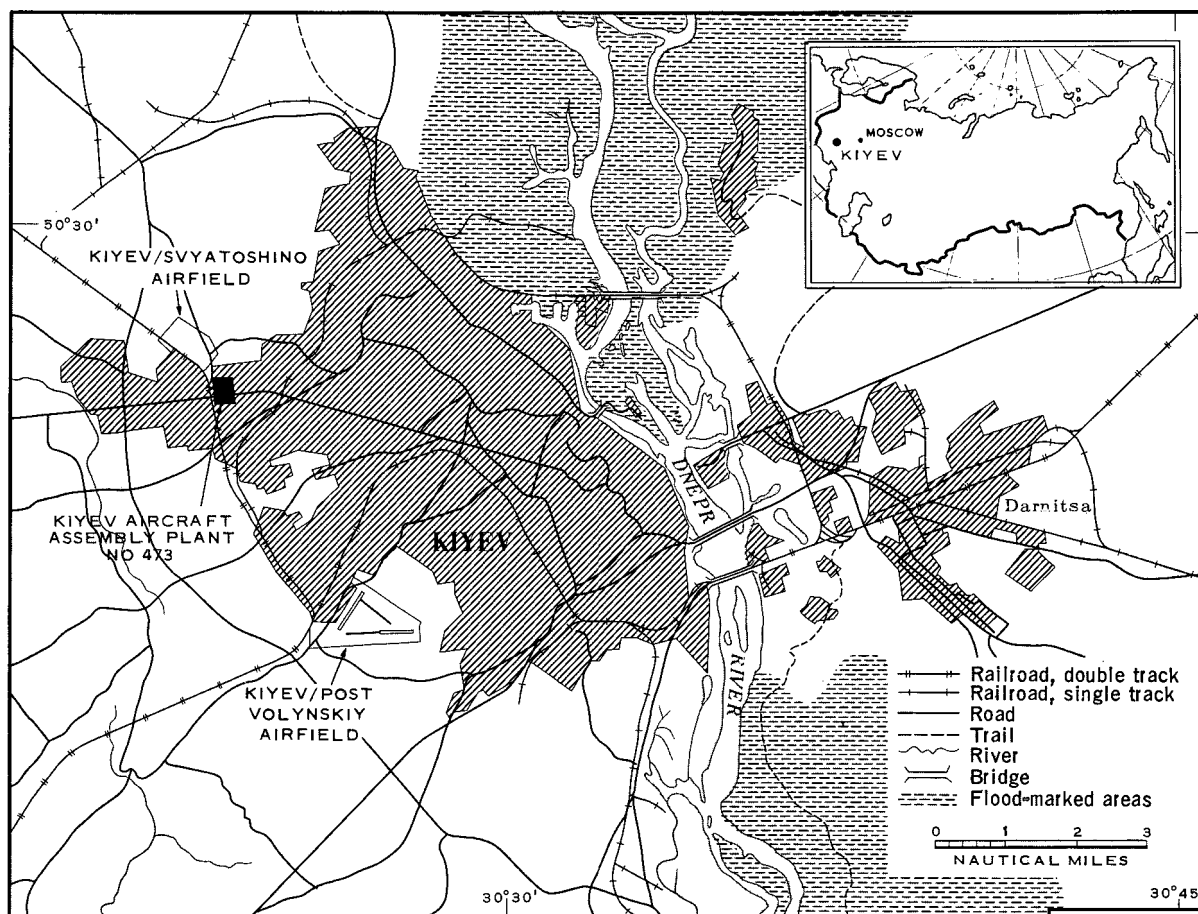 MOSCOW
KIYEV
50°30'
KIYEV/SVYATOSHINO
AIRFIELD
DNEPR
KIYEV
Darnitsa
KIYEV AIRCRAFT
ASSEMBLY PLANT
NO 473
KIYEV/POST
VOLYNSKIY
AIRFIELD
RIVER
Railroad, double track
Railroad, single track
Road
Trail
River
Bridge
Flood-marked areas
0 1 2 3
NAUTICAL MILES
30°30'
30°45'